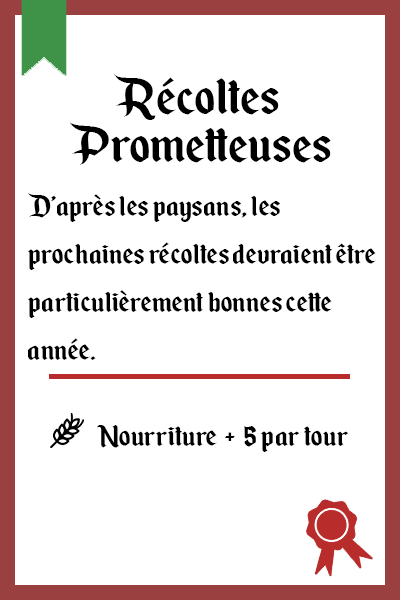 Récoltes
Prometteuses
D'après les paysans, les
prochaines récoltes devraient être
particulièrement bonnes cette
année.
Nourriture + 5 par tour